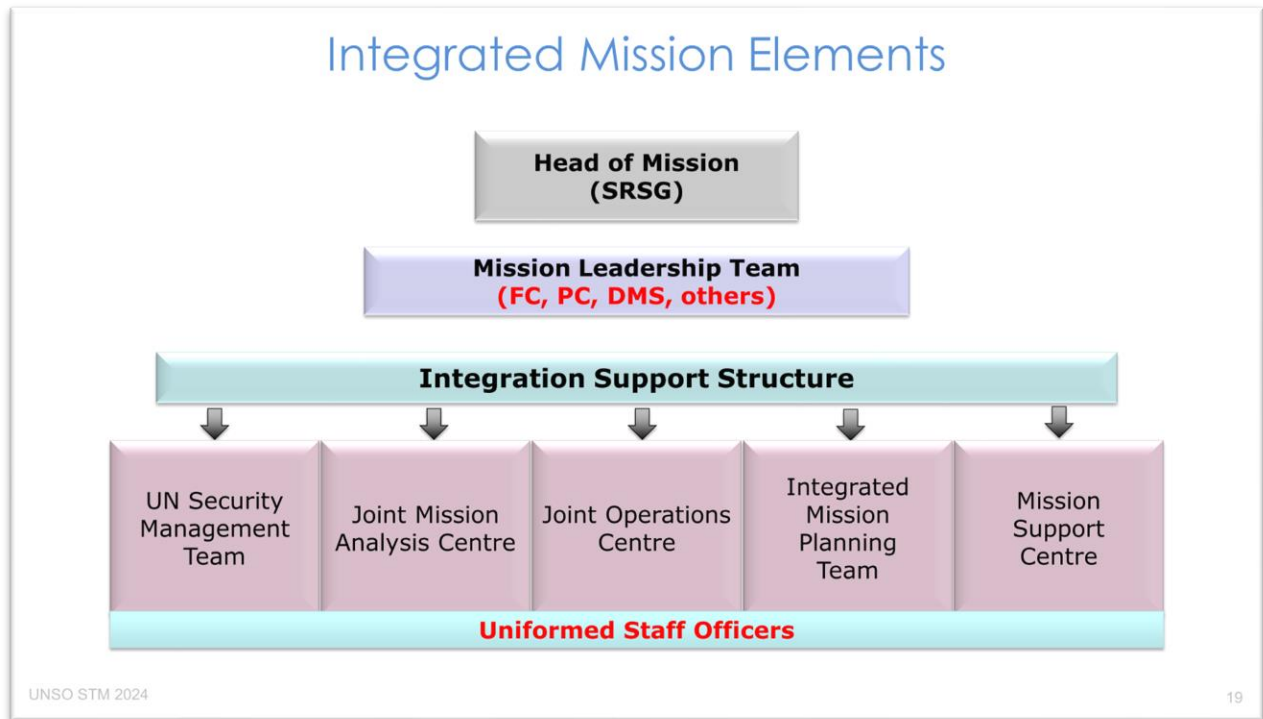 Integrated Mission Elements
Head of Mission
(SRSG)
Mission Leadership Team
(FC, PC, DMS, others)
Integration Support Structure
UN Security
Management
Team
Joint Mission
Analysis Centre
Joint Operations
Centre
Integrated
Mission
Planning
Team
Mission
Support
Centre
Uniformed Staff Officers
UNSO STM 2024
19